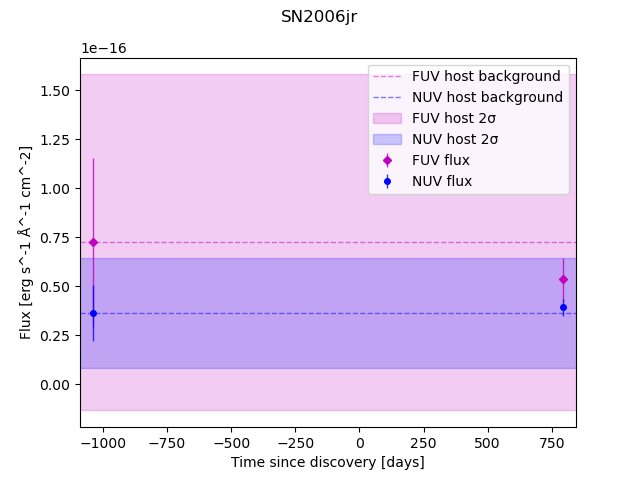 SN2006jr
1e−16
FUV host background
NUV host background
FUV host 2σ
NUV host 2σ
FUV flux
NUV flux
1.50
1.25
1.00
0.75
0.50
0.25
0.00
Flux [erg s^-1 Å^-1 cm^-2]
−1000
−750
−500
−250
0
250
500
750
Time since discovery [days]